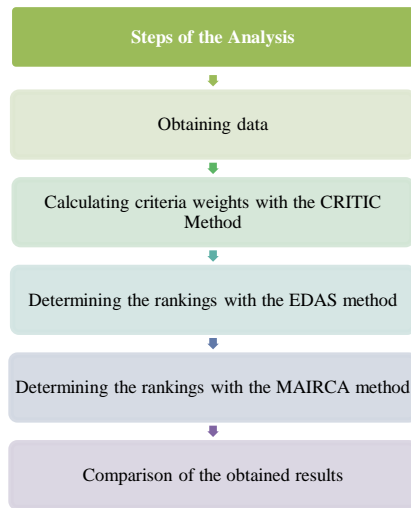 Steps of the Analysis
Obtaining data
Calculating criteria weights with the CRITIC
Method
Determining the rankings with the EDAS method
Determining the rankings with the MAIRCA method
Comparison of the obtained results